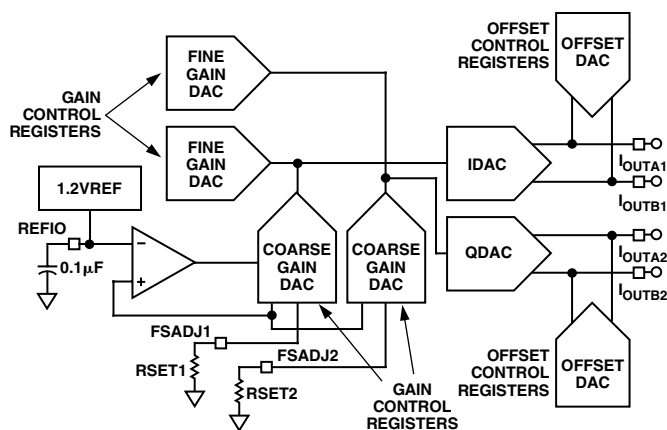 FINE
GAIN
DAC
OFFSET
CONTROL
REGISTERS
OFFSET
DAC
GAIN
CONTROL
REGISTERS
FINE
GAIN
DAC
IDAC
IOUTA1
IOUTB1
1.2VREF
REFIO
0.1µF
−
+
COARSE
GAIN
DAC
COARSE
GAIN
DAC
QDAC
IOUTA2
IOUTB2
FSADJ1
RSET1
FSADJ2
RSET2
GAIN
CONTROL
REGISTERS
OFFSET
CONTROL
REGISTERS
OFFSET
DAC